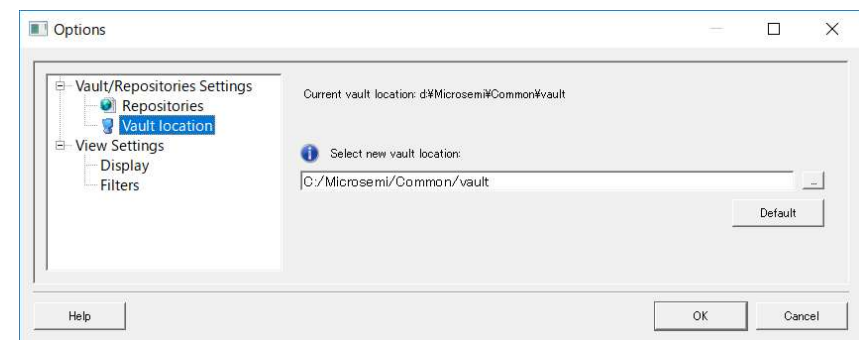 Options
Vault/Repositories Settings
Repositories
Vault location
View Settings
Display
Filters
Current vault location: d¥Microsemi¥Common¥vault
Select new vault location:
C:/Microsemi/Common/vault
...
Default
Help
OK
Cancel